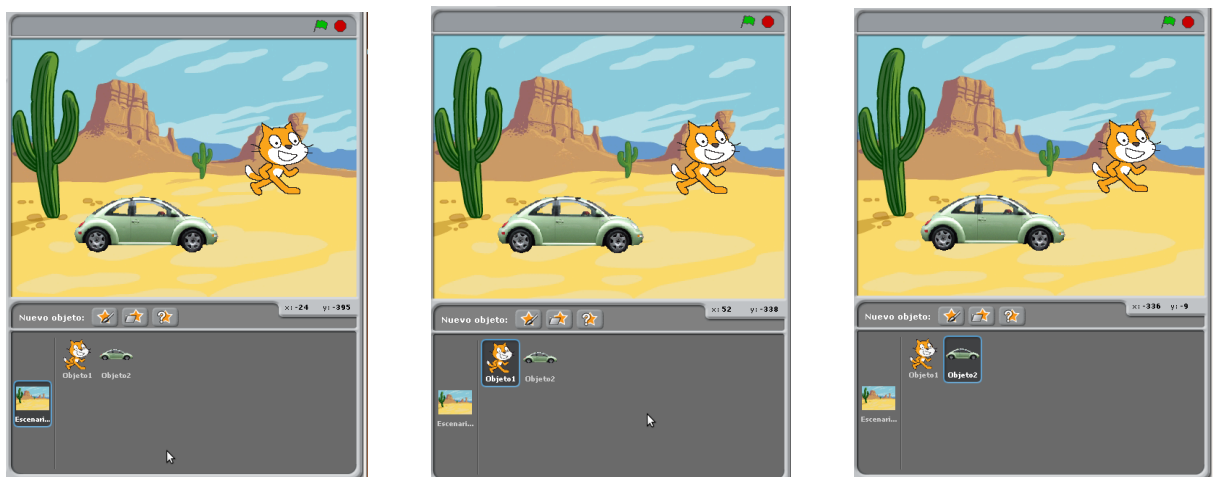 x: -24 y: -395
Nuevo objeto:
Objeto1 Objeto2
Escenari...
x: 52 y: -338
Nuevo objeto:
Objeto1 Objeto2
Escenari...
x: -336 y: -9
Nuevo objeto:
Objeto1 Objeto2
Escenari...